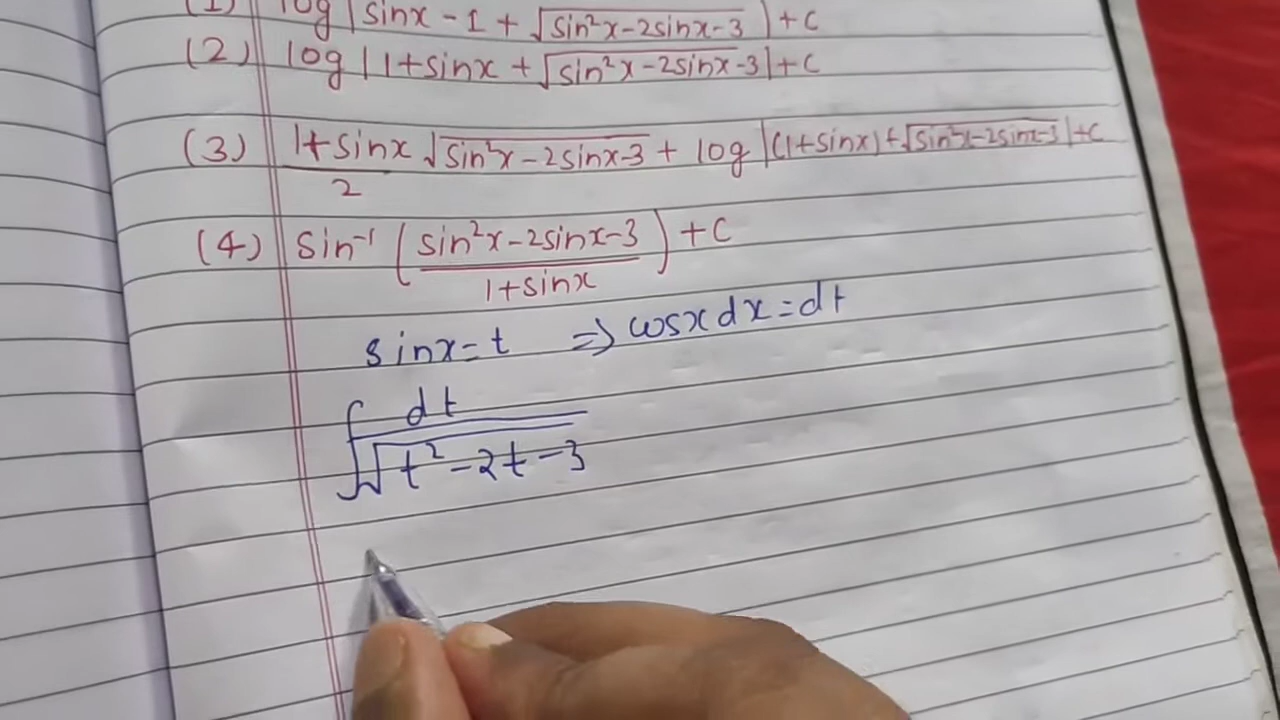 (1) log |sinx - 1 + √(sin²x-2sinx-3)| + C
(2) log |1+sinx + √(sin²x-2sinx-3)| + C
(3) (1+sinx)/2 √(sin²x-2sinx-3) + log |(1+sinx) + √(sin²x-2sinx-3)| + C
(4) sin⁻¹ ((sin²x-2sinx-3)/(1+sinx)) + C
sinx = t ⇒ cosx dx = dt
∫ dt/√(t²-2t-3)